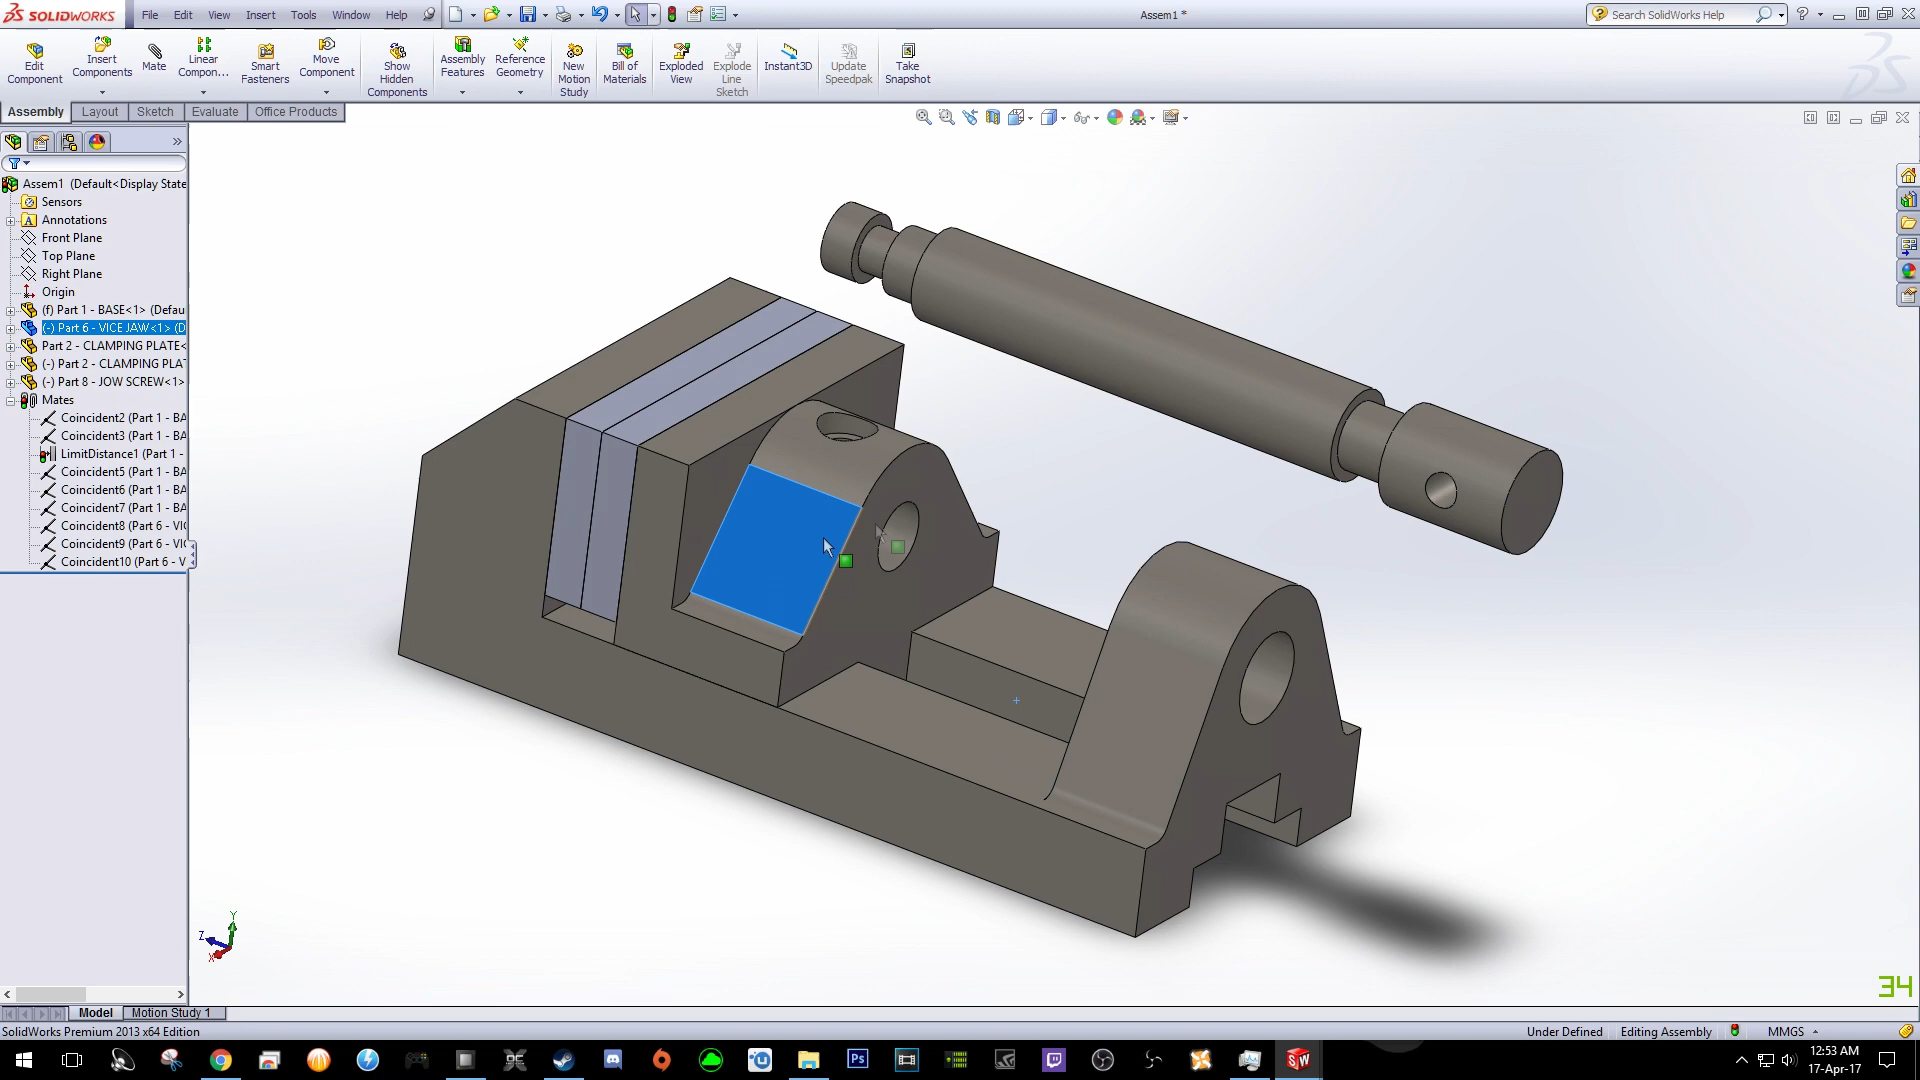 SOLIDWORKS File Edit View Insert Tools Window Help Assem1 * Search SolidWorks Help
Edit Component
Insert Components
Mate
Linear Compon...
Smart Fasteners
Move Component
Show Hidden Components
Assembly Features
Reference Geometry
New Motion Study
Bill of Materials
Exploded View
Explode Line Sketch
Instant3D
Update Speedpak
Take Snapshot
Assembly Layout Sketch Evaluate Office Products
Assem1 (Default<Display State
Sensors
Annotations
Front Plane
Top Plane
Right Plane
Origin
(f) Part 1 - BASE<1> (Defau
(-) Part 6 - VICE JAW<1> (D
Part 2 - CLAMPING PLATE<
(-) Part 2 - CLAMPING PLAT
(-) Part 8 - JOW SCREW<1>
Mates
Coincident2 (Part 1 - BA
Coincident3 (Part 1 - BA
LimitDistance1 (Part 1 -
Coincident5 (Part 1 - BA
Coincident6 (Part 1 - BA
Coincident7 (Part 1 - BA
Coincident8 (Part 6 - VI
Coincident9 (Part 6 - VI
Coincident10 (Part 6 - V
Y
Z
X
34
Model Motion Study 1
SolidWorks Premium 2013 x64 Edition Under Defined Editing Assembly MMGS
12:53 AM
17-Apr-17